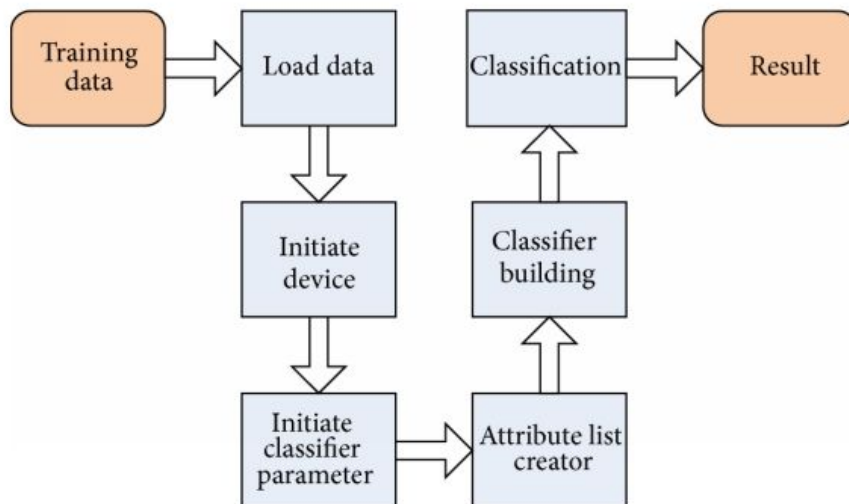 Training
data
Load data
Initiate
device
Initiate
classifier
parameter
Attribute list
creator
Classifier
building
Classification
Result